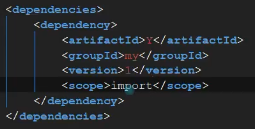 <dependencies>
<dependency>
<artifactId>Y</artifactId>
<groupId>my</groupId>
<version>1</version>
<scope>import</scope>
</dependency>
</dependencies>